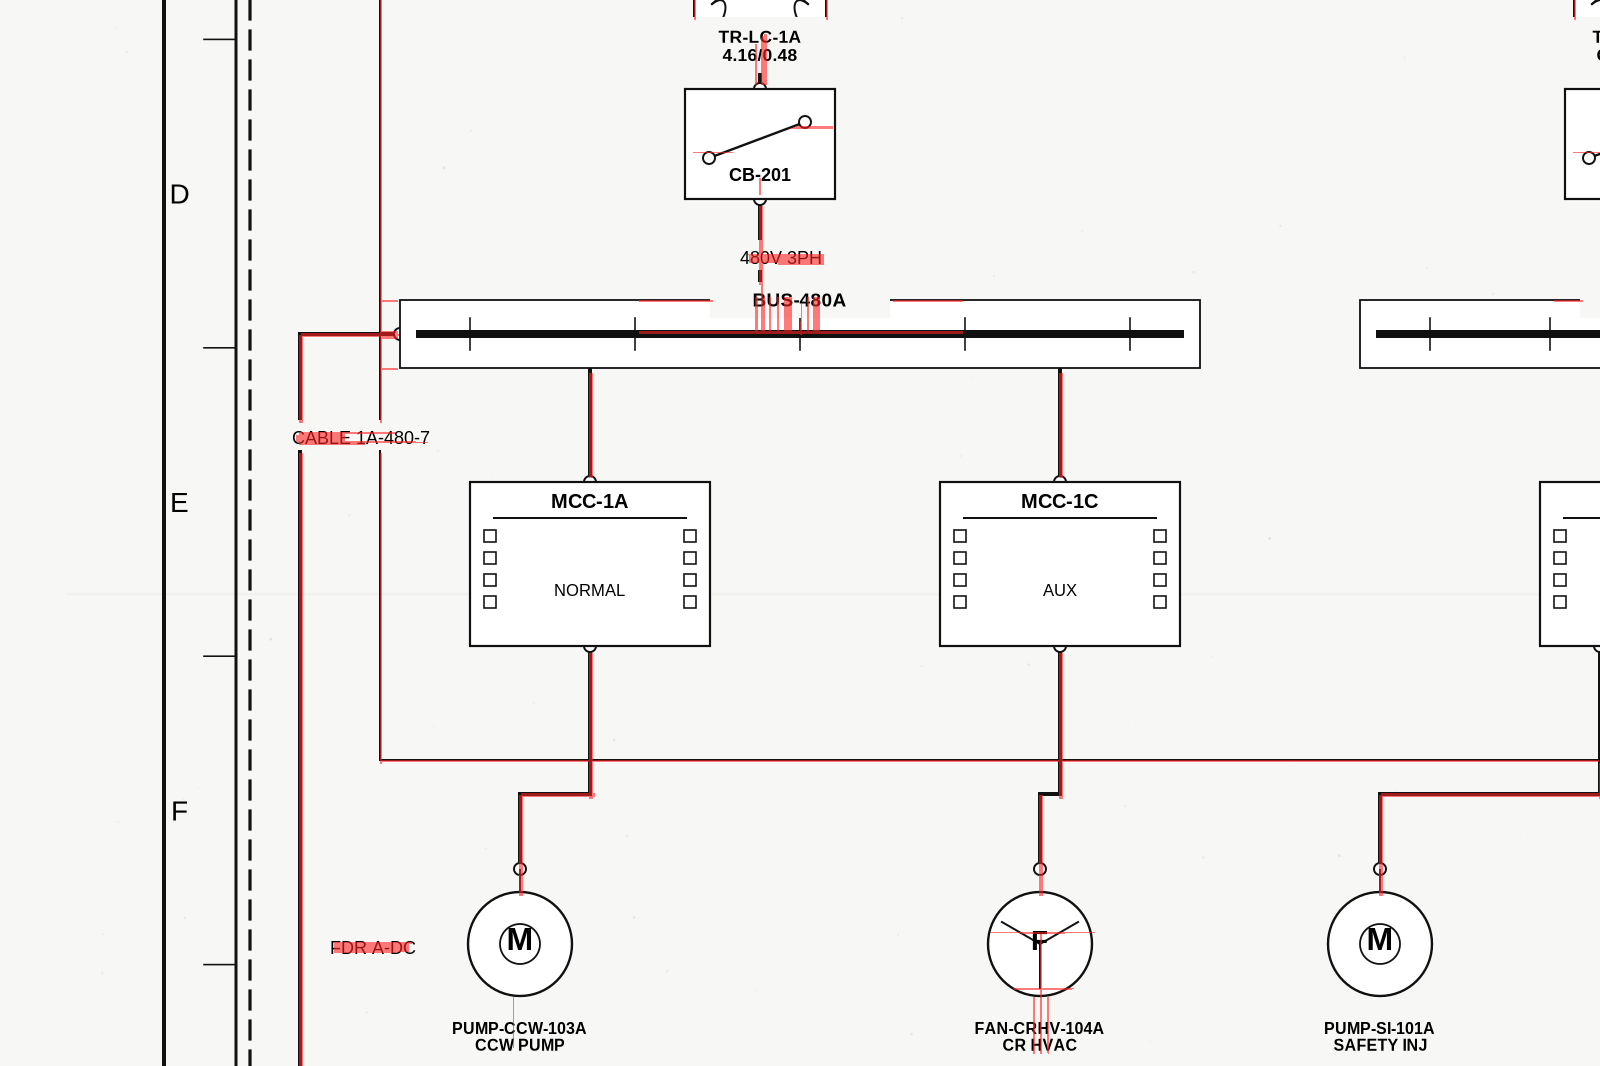 TR-LC-1A
4.16/0.48
CB-201
D
480V 3PH
BUS-480A
CABLE 1A-480-7
MCC-1A
MCC-1C
E
NORMAL
AUX
F
M
F
M
FDR A-DC
PUMP-CCW-103A
CCW PUMP
FAN-CRHV-104A
CR HVAC
PUMP-SI-101A
SAFETY INJ